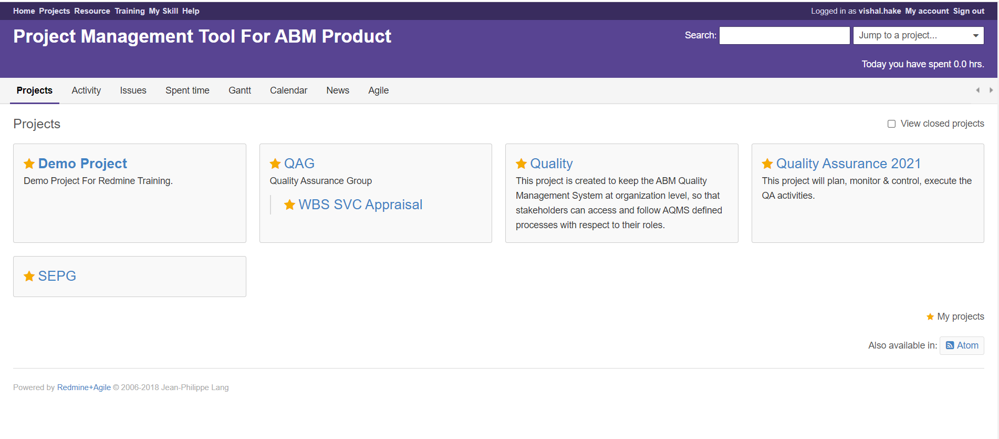 Home Projects Resource Training My Skill Help
Logged in as vishal.hake My account Sign out
Project Management Tool For ABM Product
Search:
Jump to a project...
Today you have spent 0.0 hrs.
Projects Activity Issues Spent time Gantt Calendar News Agile
Projects
View closed projects
Demo Project
Demo Project For Redmine Training.
QAG
Quality Assurance Group
WBS SVC Appraisal
Quality
This project is created to keep the ABM Quality
Management System at organization level, so that
stakeholders can access and follow AQMS defined
processes with respect to their roles.
Quality Assurance 2021
This project will plan, monitor & control, execute the
QA activities.
SEPG
My projects
Also available in: Atom
Powered by Redmine+Agile © 2006-2018 Jean-Philippe Lang